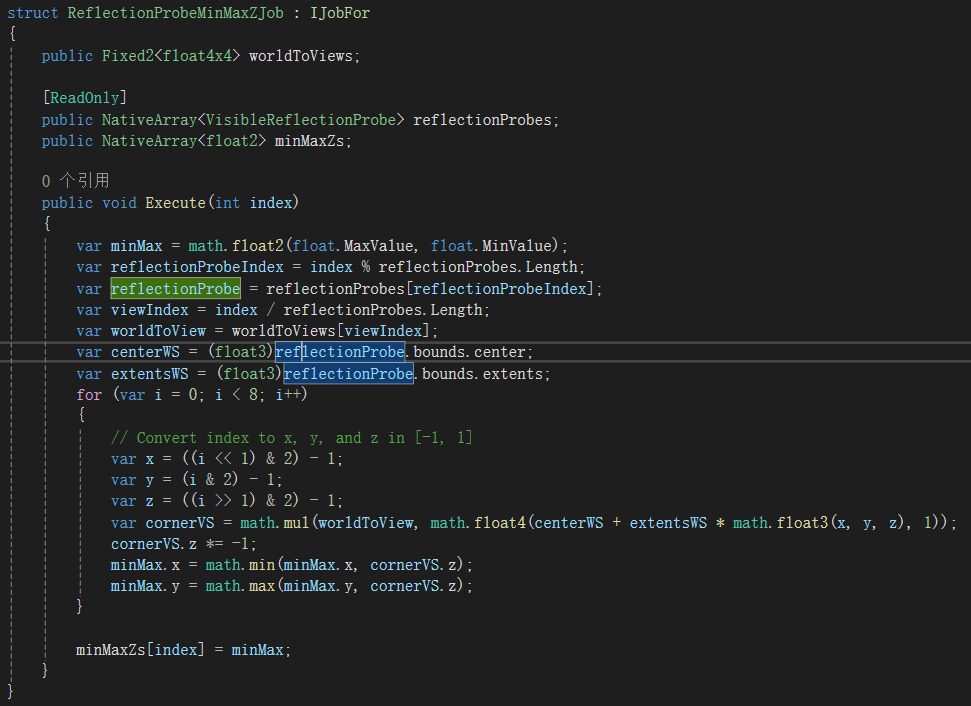 struct ReflectionProbeMinMaxZJob : IJobFor
{
    public Fixed2<float4x4> worldToViews;

    [ReadOnly]
    public NativeArray<VisibleReflectionProbe> reflectionProbes;
    public NativeArray<float2> minMaxZs;

    0 个引用
    public void Execute(int index)
    {
        var minMax = math.float2(float.MaxValue, float.MinValue);
        var reflectionProbeIndex = index % reflectionProbes.Length;
        var reflectionProbe = reflectionProbes[reflectionProbeIndex];
        var viewIndex = index / reflectionProbes.Length;
        var worldToView = worldToViews[viewIndex];
        var centerWS = (float3)reflectionProbe.bounds.center;
        var extentsWS = (float3)reflectionProbe.bounds.extents;
        for (var i = 0; i < 8; i++)
        {
            // Convert index to x, y, and z in [-1, 1]
            var x = ((i << 1) & 2) - 1;
            var y = (i & 2) - 1;
            var z = ((i >> 1) & 2) - 1;
            var cornerVS = math.mul(worldToView, math.float4(centerWS + extentsWS * math.float3(x, y, z), 1));
            cornerVS.z *= -1;
            minMax.x = math.min(minMax.x, cornerVS.z);
            minMax.y = math.max(minMax.y, cornerVS.z);
        }

        minMaxZs[index] = minMax;
    }
}